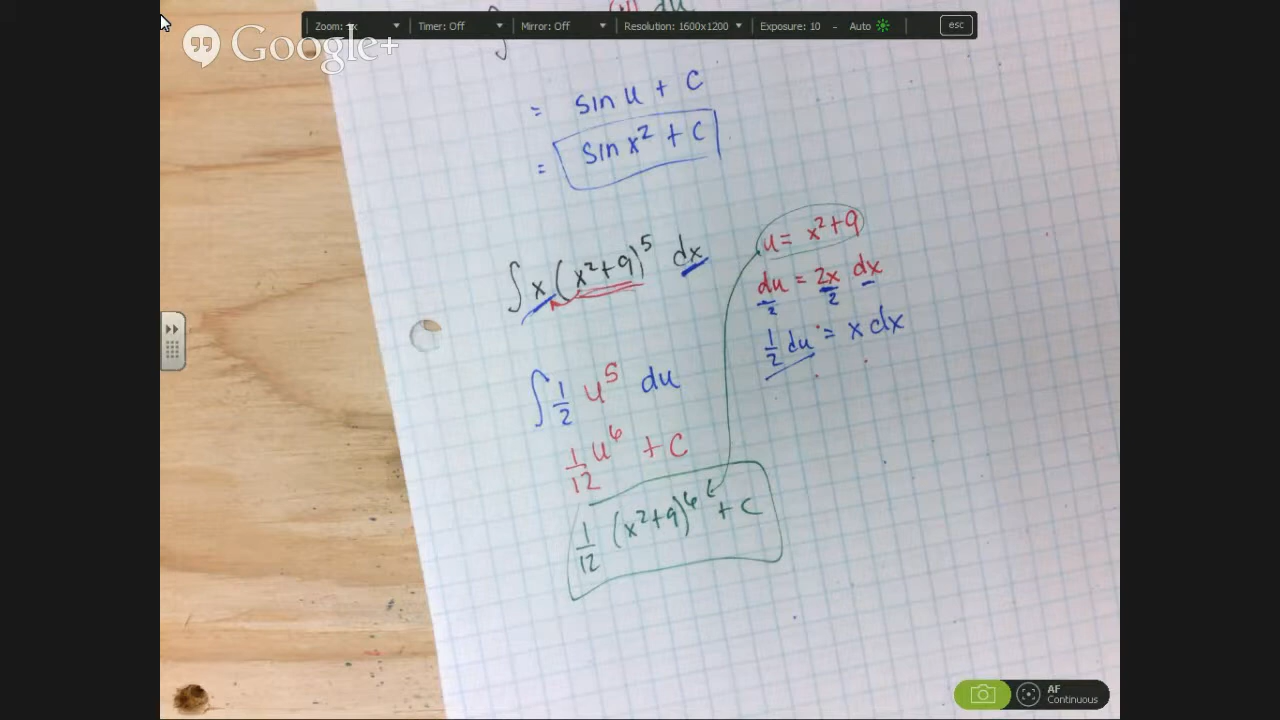 Zoom: 1x Timer: Off Mirror: Off Resolution: 1600x1200 Exposure: 10 - Auto esc
Google+
∫ du
= sin u + C
= sin x² + C
∫ x (x²+9)⁵ dx
u = x²+9
du/2 = 2x/2 dx
1/2 du = x dx
∫ 1/2 u⁵ du
1/12 u⁶ + C
1/12 (x²+9)⁶ + C
AF
Continuous